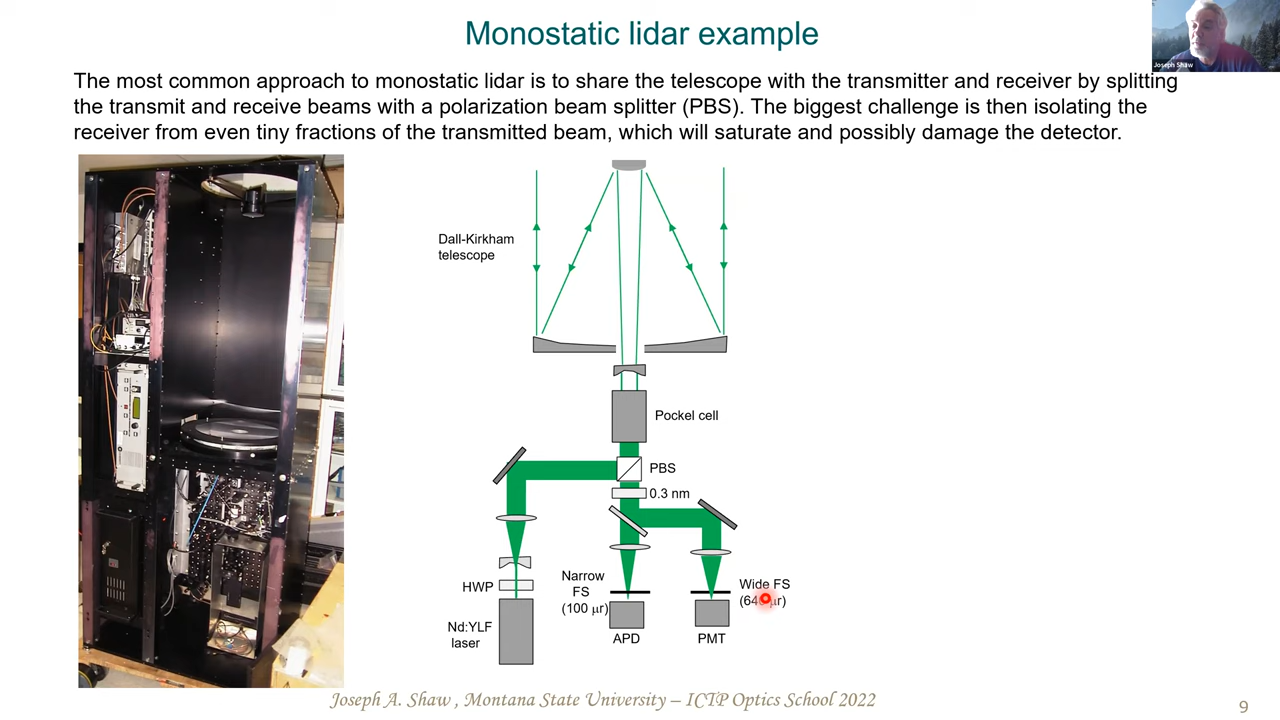 Monostatic lidar example
Joseph Shaw
The most common approach to monostatic lidar is to share the telescope with the transmitter and receiver by splitting
the transmit and receive beams with a polarization beam splitter (PBS). The biggest challenge is then isolating the
receiver from even tiny fractions of the transmitted beam, which will saturate and possibly damage the detector.
Dall-Kirkham
telescope
Pockel cell
PBS
0.3 nm
HWP
Narrow
FS
(100 µr)
Wide FS
Nd:YLF
laser
APD
PMT
Joseph A. Shaw , Montana State University – ICTP Optics School 2022
9